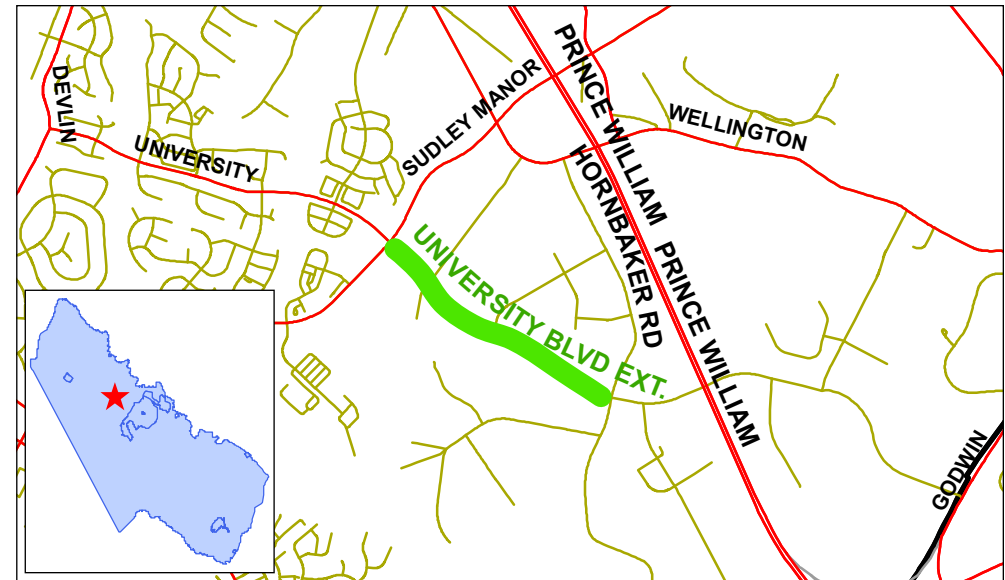 DEVLIN
UNIVERSITY
SUDLEY MANOR
PRINCE WILLIAM
WELLINGTON
HORNBAKER RD
PRINCE WILLIAM
UNIVERSITY BLVD EXT.
GODWIN